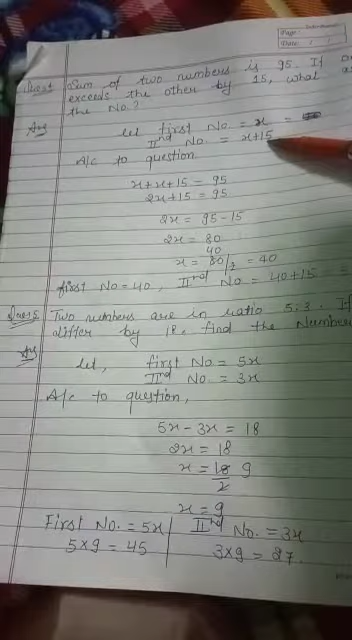 Page:
Date: / /
Quest Sum of two numbers is 95. If
exceeds the other by 15, what
the No.?
Ans let first No = x =
IInd No = x+15
A/c to question
x+x+15 = 95
2x+15 = 95
2x = 95-15
2x = 80
40
x = 80/2 = 40
first No = 40, IInd No = 40+15 =
Ques Two numbers are in ratio 5:3. If
differ by 18, find the Number
Ans let, first No = 5x
IInd No. = 3x
A/c to question,
5x - 3x = 18
2x = 18
x = 18 9
2
x = 9
First No. = 5x IInd No. = 3x
5x9 = 45 3x9 = 27.